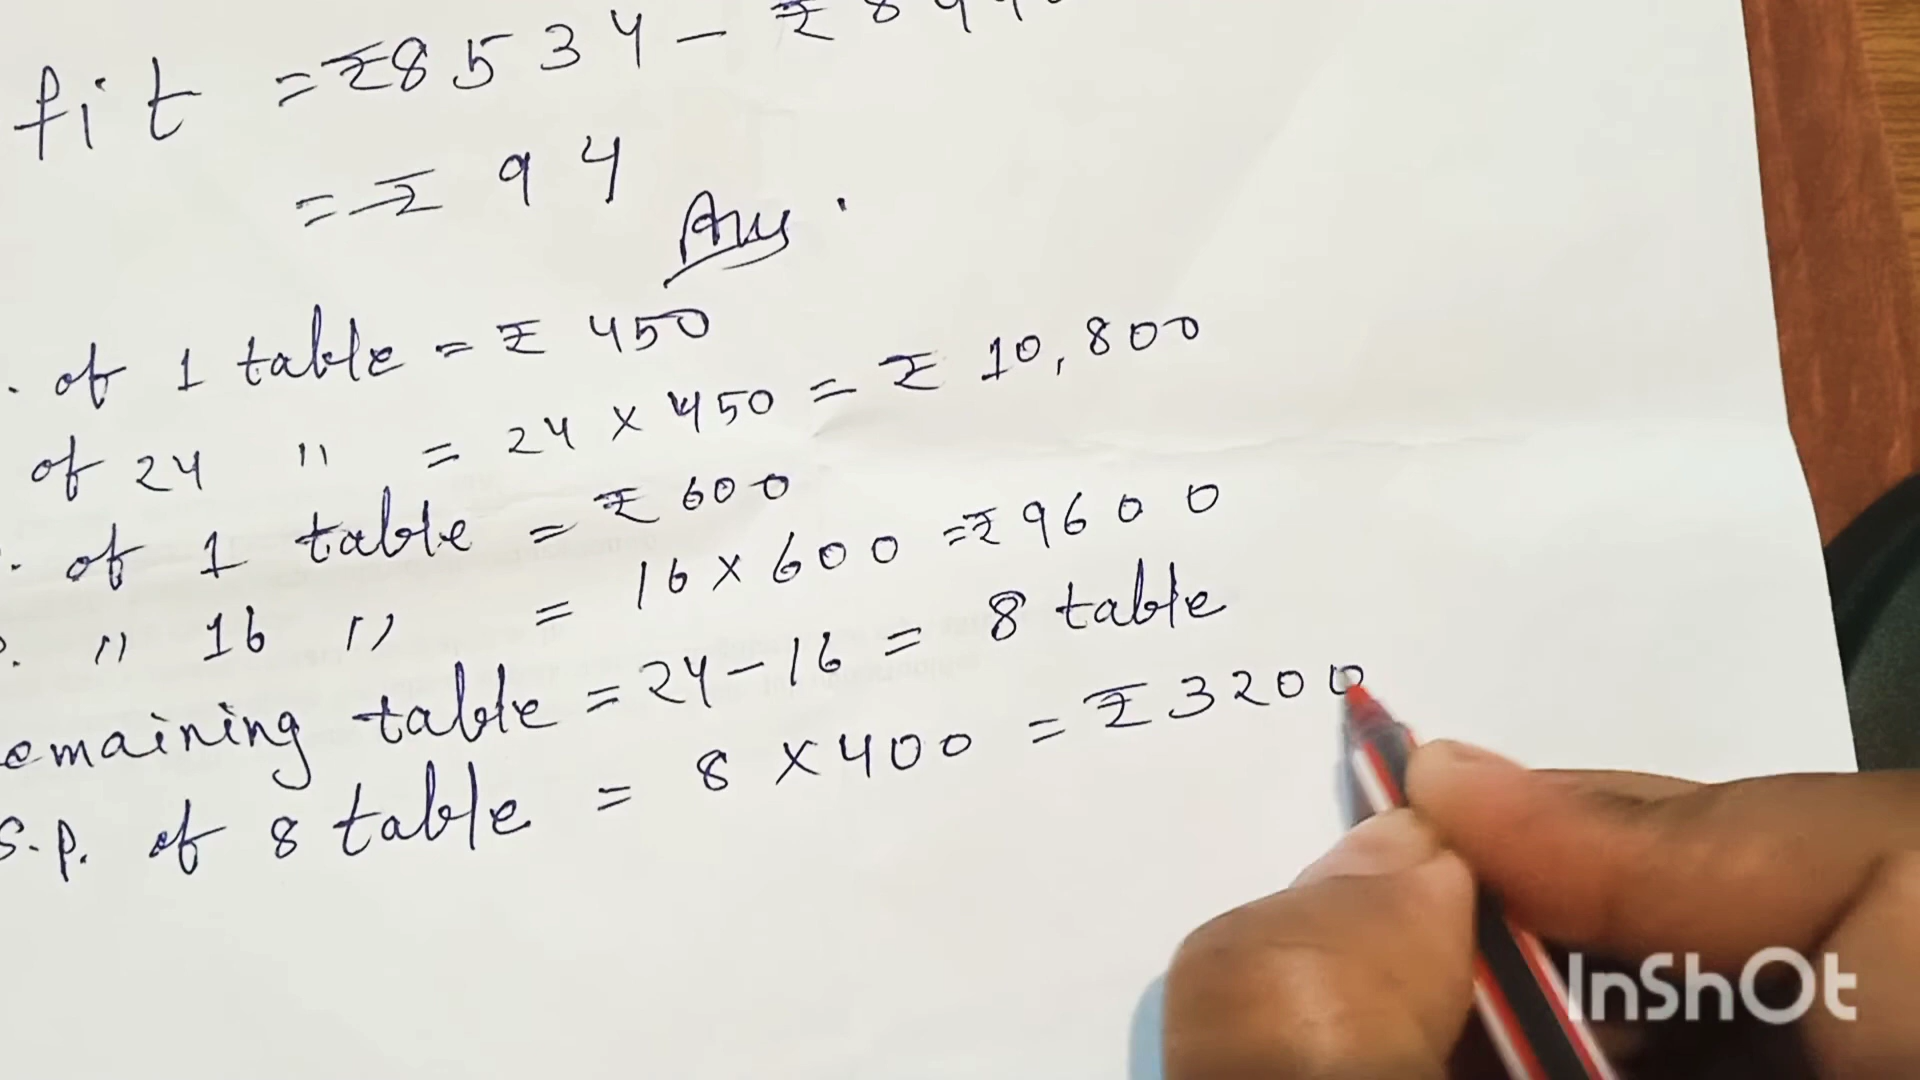 fit = ₹8534 - ₹ 844
= ₹ 94
Ans.
. of 1 table = ₹ 450
of 24 " = 24 × 450 = ₹ 10,800
. of 1 table = ₹ 600
. " 16 " = 16 × 600 = ₹ 9600
emaining table = 24 - 16 = 8 table
S.P. of 8 table = 8 × 400 = ₹ 3200
InShOt